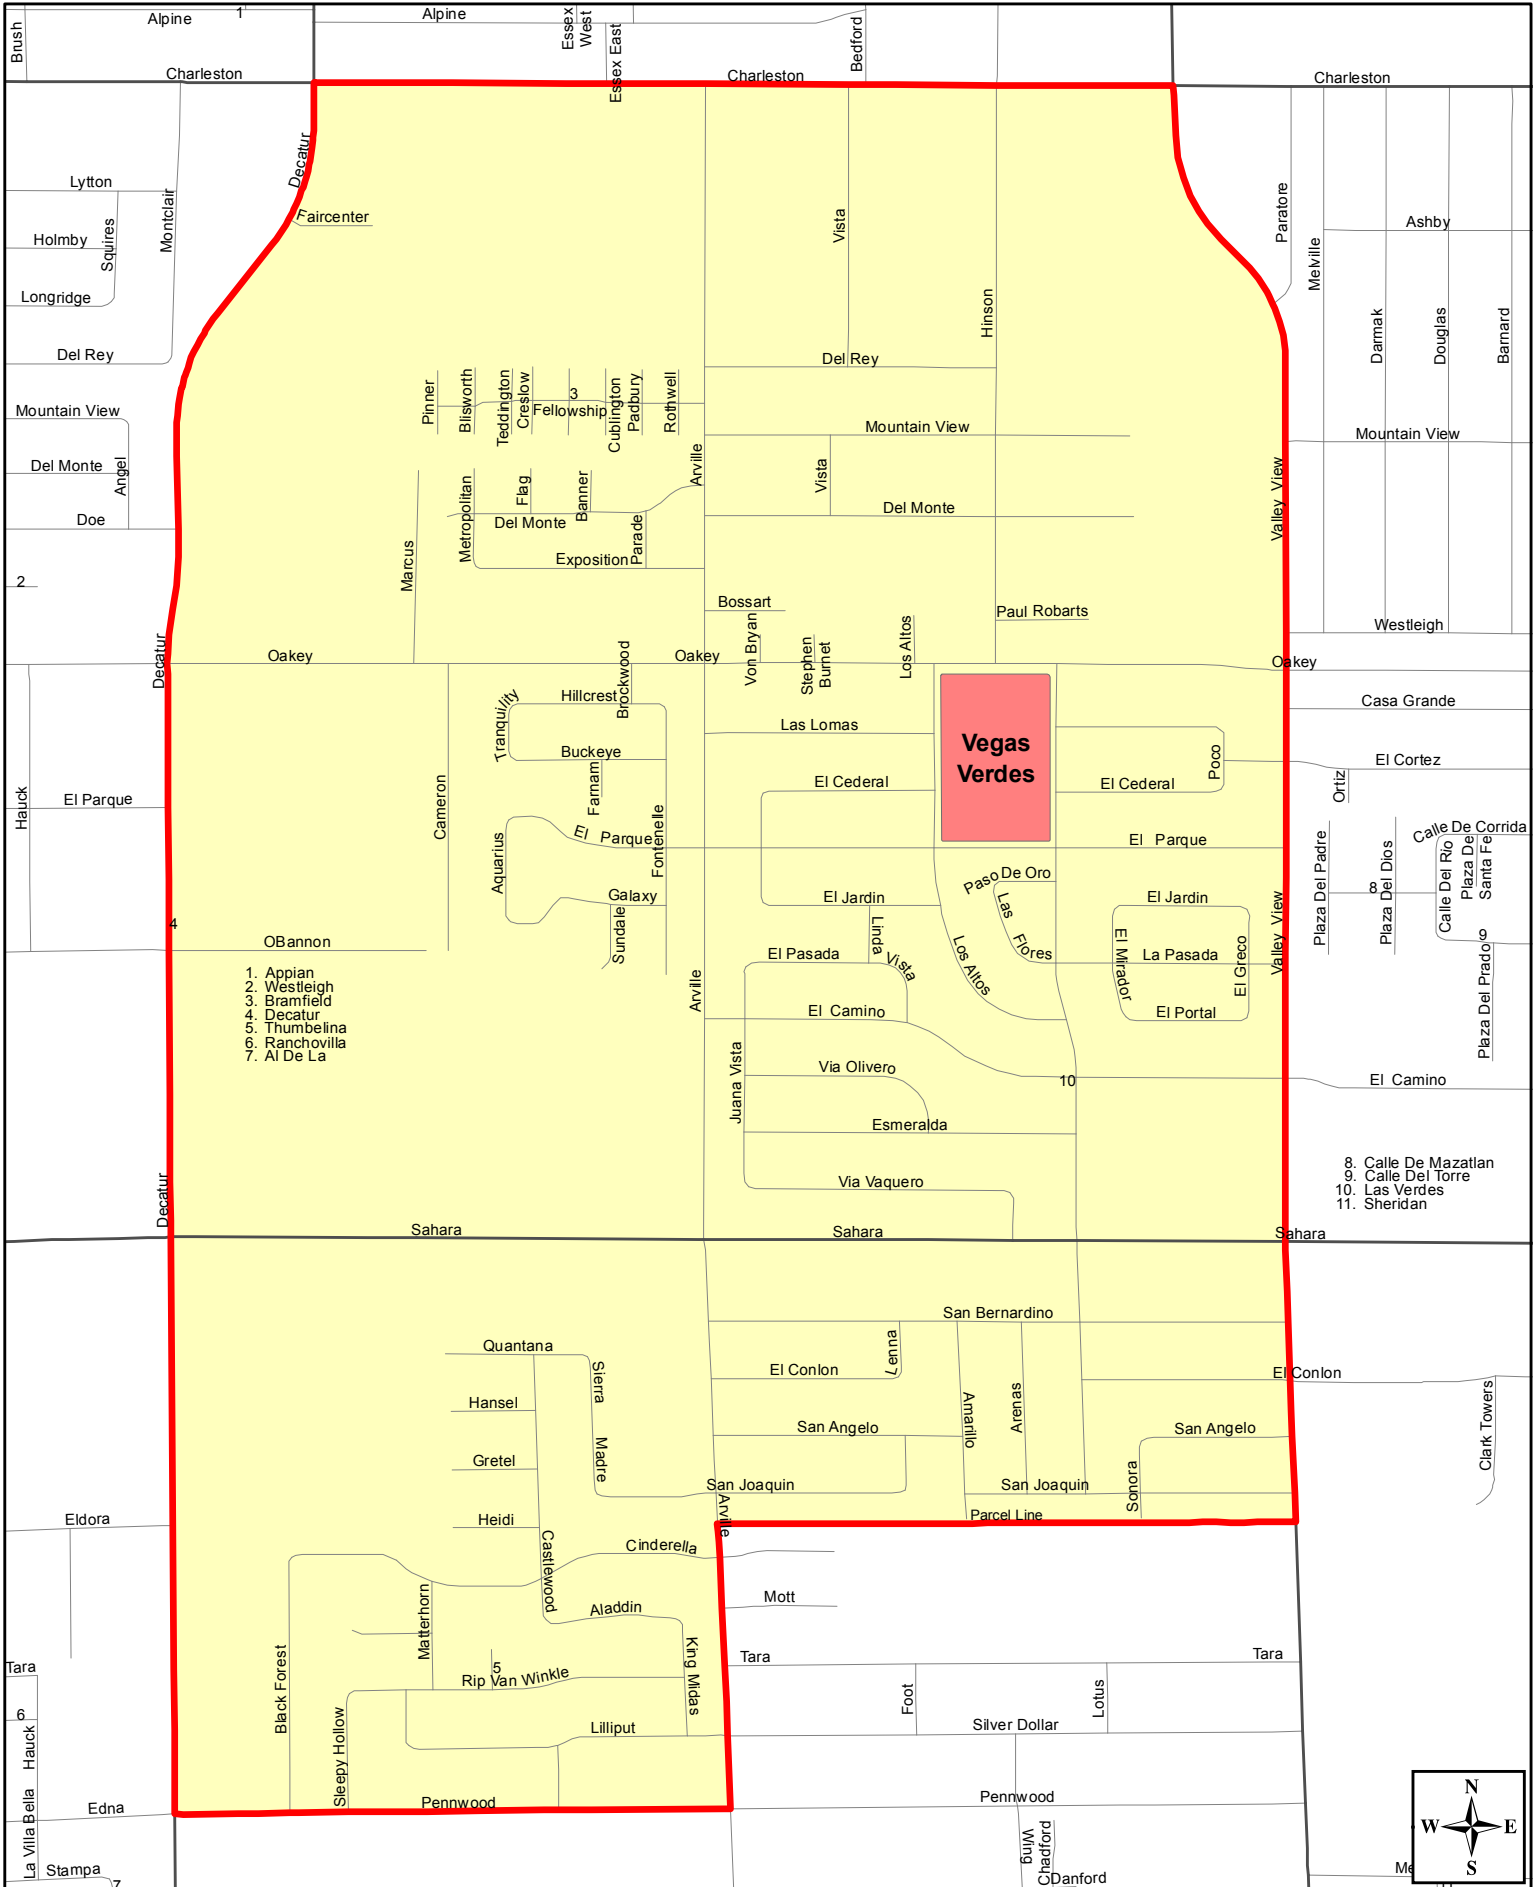 1
Alpine
Alpine
Brush
Essex
West
Essex East
Bedford
Charleston
Charleston
Charleston
Decatur
Lytton
Montclair
Squires
Holmby
Longridge
Faircenter
Vista
Paratore
Melville
Ashby
Hinson
Darmak
Douglas
Barnard
Del Rey
Del Rey
Pinner
Blisworth
Teddington
Creslow
3
Fellowship
Cublington
Padbury
Rothwell
Mountain View
Mountain View
Mountain View
Del Monte
Angel
Doe
Arville
Vista
Valley View
Metropolitan
Flag
Banner
Del Monte
Parade
Del Monte
Marcus
Exposition
2
Bossart
Von Bryan
Stephen
Burnet
Los Altos
Paul Robarts
Westleigh
Decatur
Oakey
Oakey
Oakey
Brockwood
Hillcrest
Tranquility
Casa Grande
Las Lomas
Vegas
Verdes
Buckeye
Farnam
Poco
El Cortez
Ortiz
El Cederal
El Cederal
Hauck
El Parque
Cameron
El Parque
Fontenelle
El Parque
Calle De Corrida
Aquarius
Plaza Del Padre
Plaza Del Dios
Calle Del Rio
Plaza De
Santa Fe
Paso De Oro
8
Galaxy
El Jardin
Las
Flores
El Jardin
4
Sundale
Linda
Vista
Los Altos
El Mirador
El Greco
Valley View
9
OBannon
El Pasada
La Pasada
Plaza Del Prado
1. Appian
2. Westleigh
3. Bramfield
4. Decatur
5. Thumbelina
6. Ranchovilla
7. Al De La
Arville
El Camino
El Portal
Juana Vista
Via Olivero
10
El Camino
Esmeralda
8. Calle De Mazatlan
9. Calle Del Torre
10. Las Verdes
11. Sheridan
Decatur
Via Vaquero
Sahara
Sahara
Sahara
San Bernardino
Quantana
Sierra
Madre
Lenna
El Conlon
El Conlon
Hansel
Amarillo
Arenas
Clark Towers
San Angelo
San Angelo
Gretel
San Joaquin
San Joaquin
Sonora
Arville
Parcel Line
Eldora
Heidi
Castlewood
Cinderella
Matterhorn
Aladdin
Mott
Black Forest
King Midas
Tara
Tara
Tara
5
Rip Van Winkle
Foot
Lotus
6
Hauck
Sleepy Hollow
Lilliput
Silver Dollar
La Villa Bella
Edna
Pennwood
Pennwood
Wing
Chadford
Stampa
7
Danford
N
W
E
S